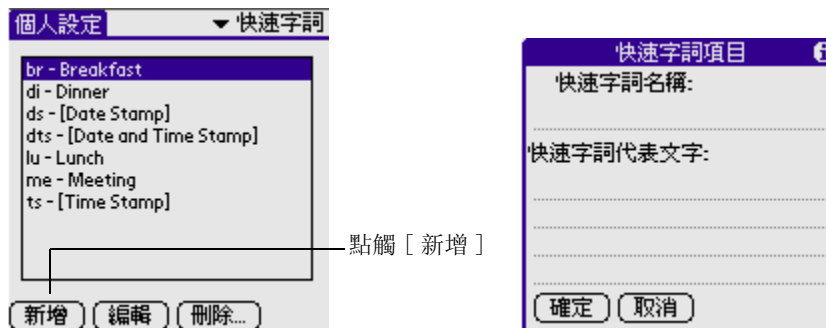 個人設定
快速字詞
br - Breakfast
di - Dinner
ds - [Date Stamp]
dts - [Date and Time Stamp]
lu - Lunch
me - Meeting
ts - [Time Stamp]
新增
編輯
刪除...
點觸 [ 新增 ]
快速字詞項目
i
快速字詞名稱:
快速字詞代表文字:
確定
取消